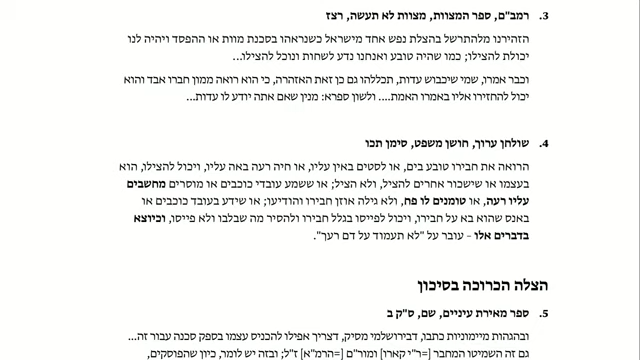 3. רמב"ם, ספר המצוות, מצוות לא תעשה, רצז
הזהירנו מלהתרשל בהצלת נפש אחד מישראל כשנראהו בסכנת מוות או ההפסד ויהיה לנו
יכולת להצילו; כמו שהיה טובע ואנחנו נדע לשחות ונוכל להצילו...
וכבר אמרו, שמי שיכבוש עדות, תכללהו גם כן זאת האזהרה, כי הוא רואה ממון חברו אבד והוא
יכול להחזירו אליו באמרו האמת.... ולשון ספרא: מנין שאם אתה יודע לו עדות...
4. שולחן ערוך, חושן משפט, סימן תכו
הרואה את חבירו טובע בים, או לסטים באין עליו, או חיה רעה באה עליו, ויכול להצילו, הוא
בעצמו או שישכור אחרים להציל, ולא הציל; או ששמע עובדי כוכבים או מוסרים מחשבים
עליו רעה, או טומנים לו פח, ולא גילה אוזן חבירו והודיעו; או שידע בעובד כוכבים או
באנס שהוא בא על חבירו, ויכול לפייסו בגלל חבירו ולהסיר מה שבלבו ולא פייסו, וכיוצא
בדברים אלו – עובר על "לא תעמוד על דם רעך".
הצלה הכרוכה בסיכון
5. ספר מאירת עיניים, שם, ס"ק ב
ובהגהות מיימוניות כתבו, דבירושלמי מסיק, דצריך אפילו להכניס עצמו בספק סכנה עבור זה...
גם זה השמיטו המחבר [=ר"י קארו] ומור"ם [=הרמ"א] ז"ל; ובזה יש לומר, כיון שהפוסקים,